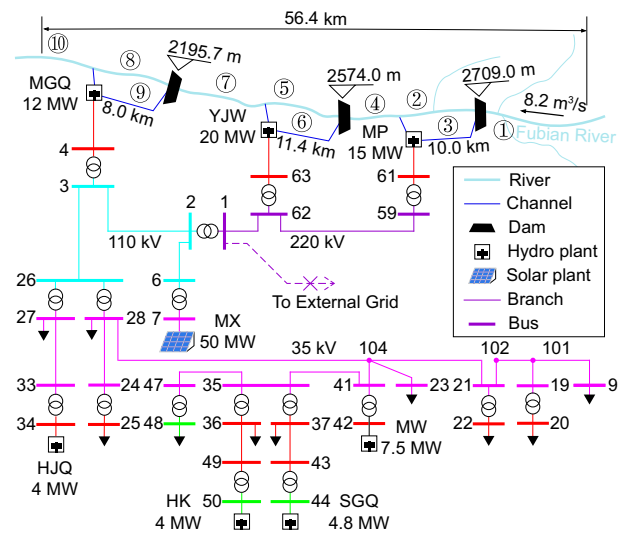 56.4 km
⑩
⑧
2195.7 m
MGQ
12 MW
⑨
8.0 km
⑦
⑤
2574.0 m
2709.0 m
YJW
20 MW
⑥
11.4 km
④
②
MP
15 MW
③
10.0 km
①
8.2 m³/s
Fubian River
4
63
61
3
2
1
62
59
110 kV
220 kV
River
Channel
Dam
Hydro plant
Solar plant
Branch
Bus
26
6
To External Grid
27
28
7
MX
50 MW
35 kV
104
102
101
33
24
47
35
41
23
21
19
9
34
25
48
36
37
42
MW
7.5 MW
22
20
HJQ
4 MW
49
43
HK
4 MW
50
44
SGQ
4.8 MW